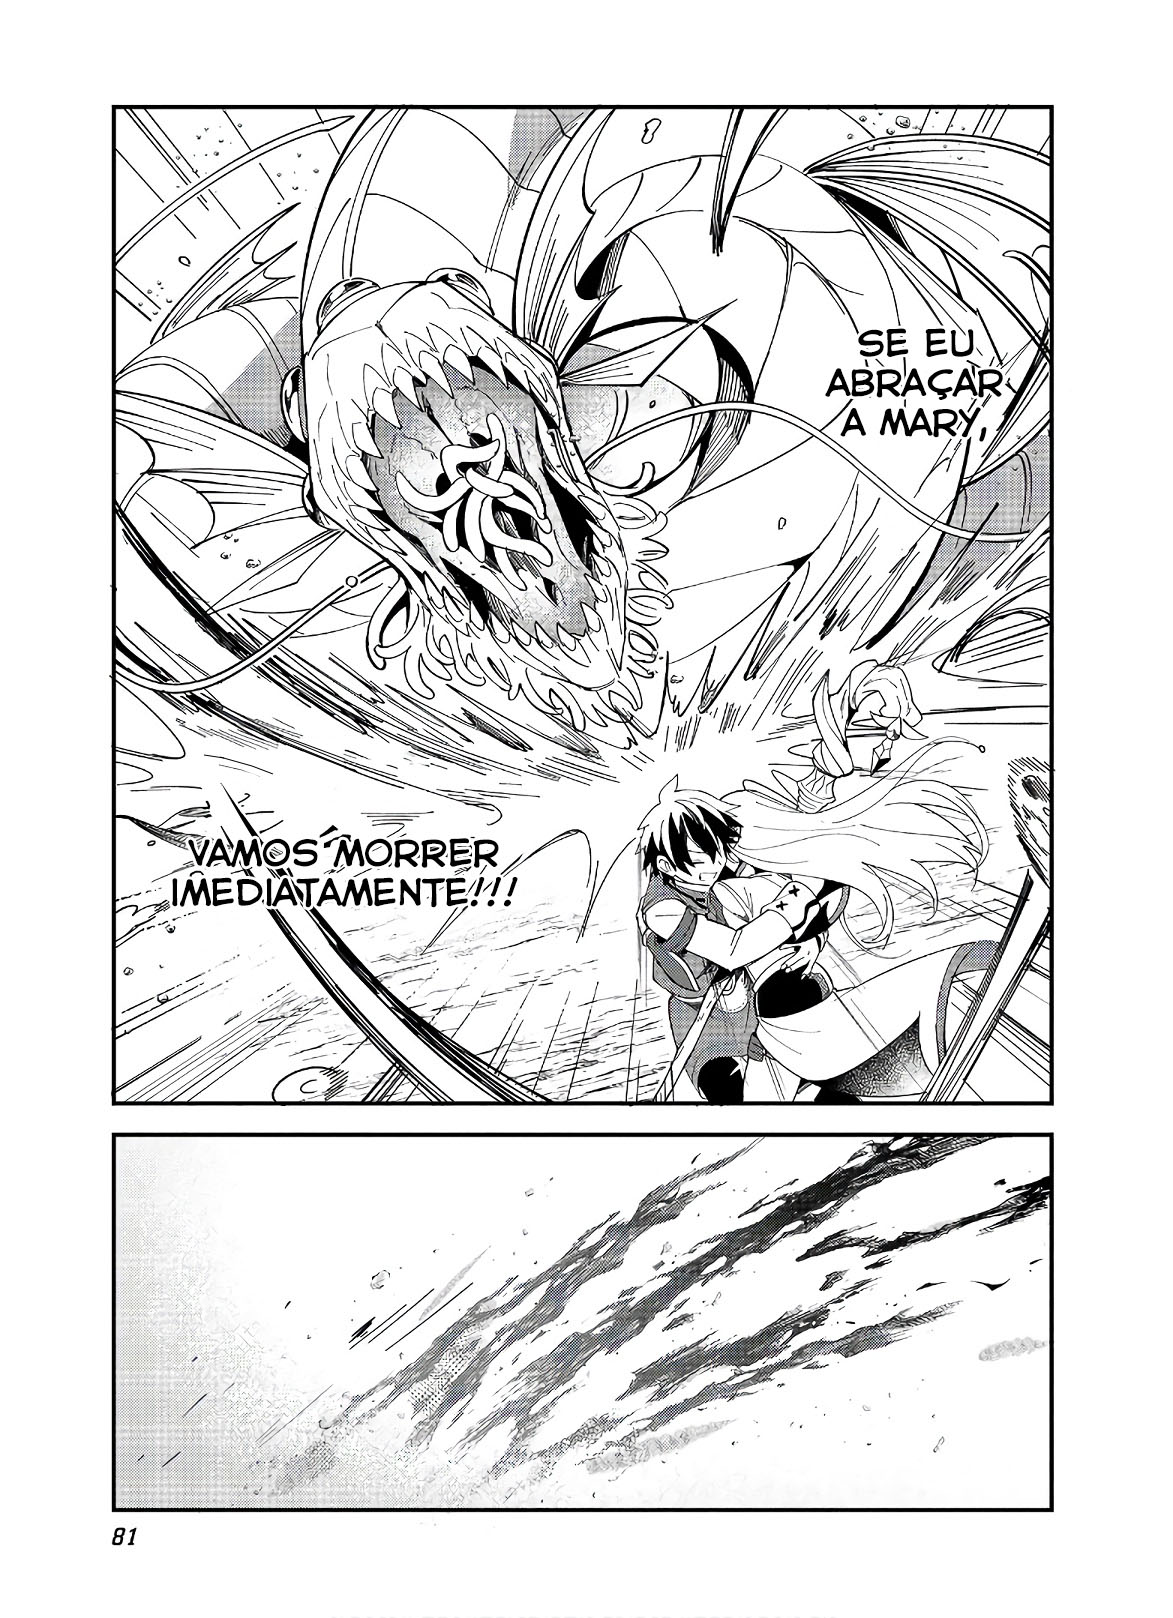 SE EU
ABRAÇAR
A MARY,
VAMOS MORRER
IMEDIATAMENTE!!!
81